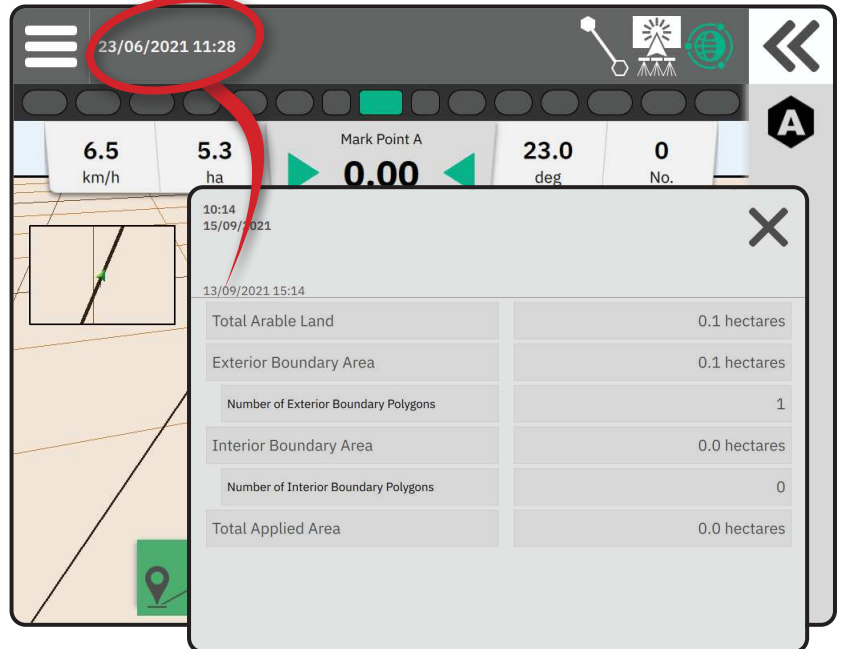 23/06/2021 11:28
A
Mark Point A
6.5 5.3 0.00 23.0 0
km/h ha deg No.
10:14
15/09/2021
13/09/2021 15:14
Total Arable Land 0.1 hectares
Exterior Boundary Area 0.1 hectares
Number of Exterior Boundary Polygons 1
Interior Boundary Area 0.0 hectares
Number of Interior Boundary Polygons 0
Total Applied Area 0.0 hectares